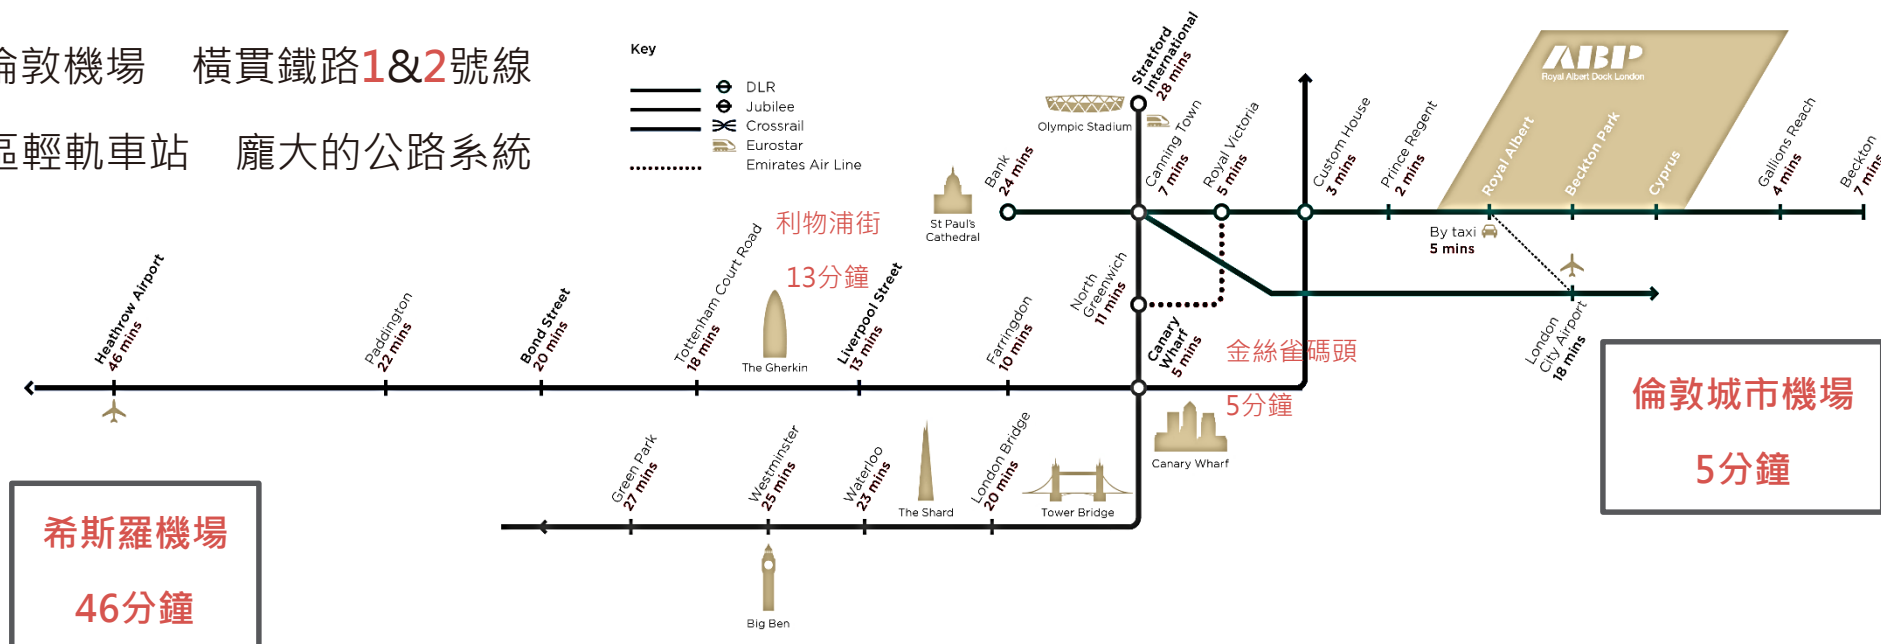 倫敦機場 橫貫鐵路1&2號線
區輕軌車站 龐大的公路系統
Key
DLR
Jubilee
Crossrail
Eurostar
Emirates Air Line
Stratford
International
28 mins
Olympic Stadium
ABP
Royal Albert Dock London
Bank
24 mins
St Paul's
Cathedral
Canning Town
7 mins
Royal Victoria
5 mins
Custom House
3 mins
Prince Regent
2 mins
Royal Albert
Beckton Park
Cyprus
Gallions Reach
4 mins
Beckton
7 mins
By taxi
5 mins
利物浦街
13分鐘
Heathrow Airport
46 mins
Paddington
22 mins
Bond Street
20 mins
Tottenham Court Road
18 mins
The Gherkin
Liverpool Street
13 mins
Farringdon
10 mins
North
Greenwich
11 mins
Canary
Wharf
5 mins
金絲雀碼頭
5分鐘
London
City Airport
18 mins
倫敦城市機場
5分鐘
Green Park
27 mins
Westminster
25 mins
Waterloo
23 mins
The Shard
London Bridge
20 mins
Tower Bridge
Canary Wharf
Big Ben
希斯羅機場
46分鐘